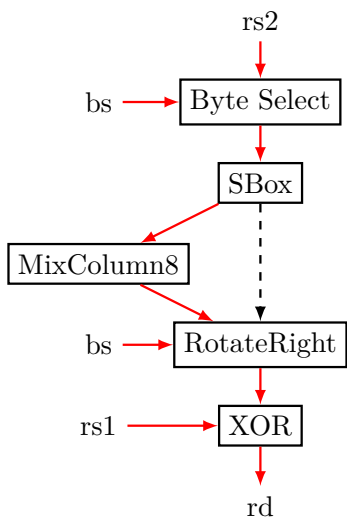 rs2
bs
Byte Select
SBox
MixColumn8
bs
RotateRight
rs1
XOR
rd